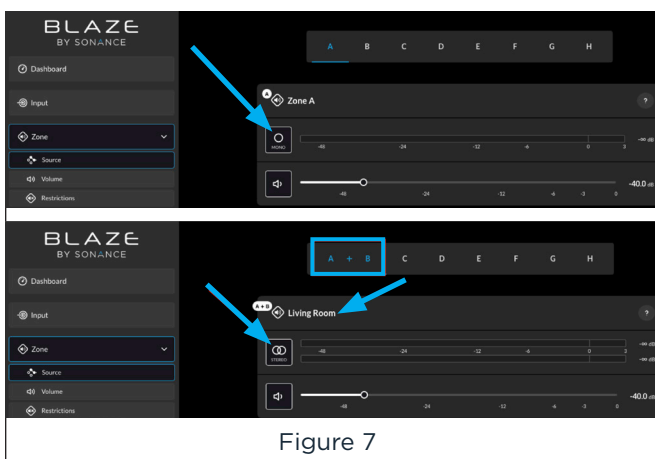 BLAZE
BY SONANCE
A B C D E F G H
Dashboard
A
Zone A
?
Input
Zone
MONO
-48 -24 -12 -6 0 3
-∞ dB
Source
Volume
-40.0 dB
-48 -24 -12 -6 -3 0
Restrictions
BLAZE
BY SONANCE
A + B C D E F G H
Dashboard
A + B
Living Room
?
Input
Zone
STEREO
-48 -24 -12 -6 0 3
-∞ dB
-∞ dB
Source
Volume
-40.0 dB
-48 -24 -12 -6 -3 0
Restrictions
Figure 7